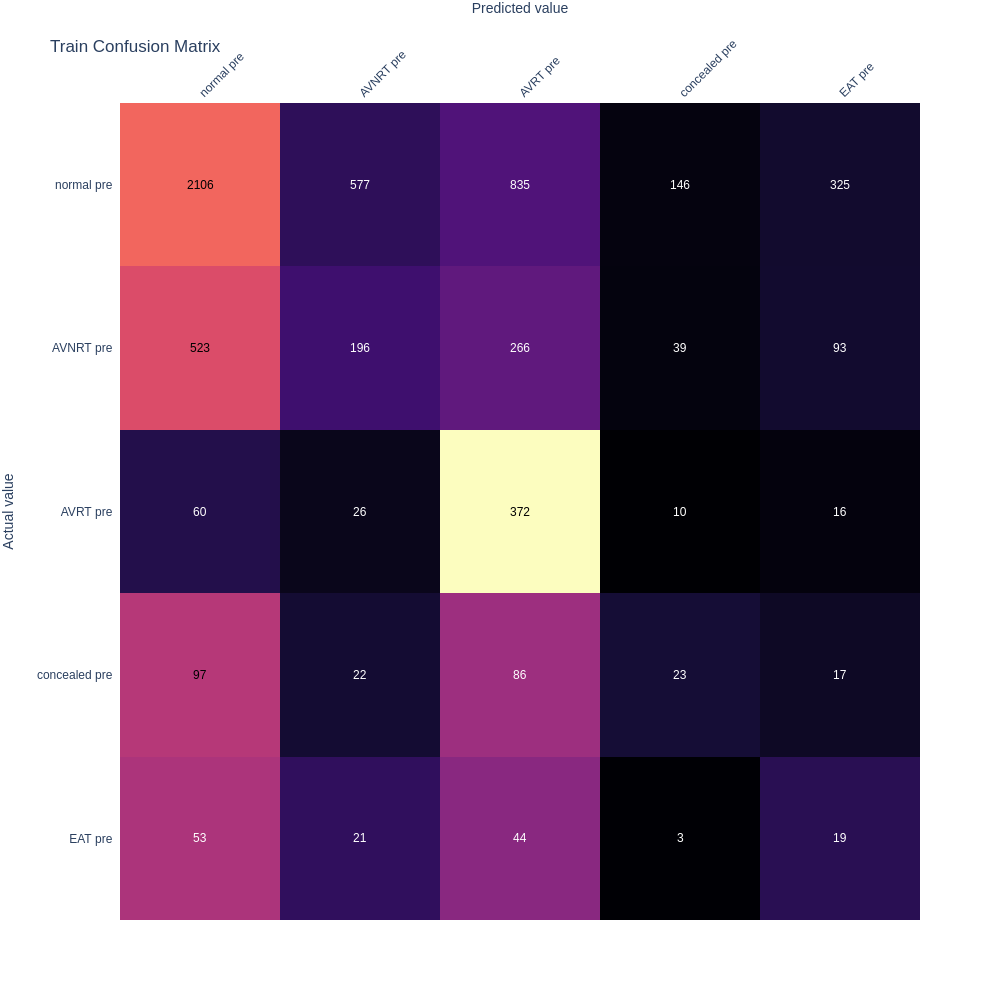 Predicted value
Train Confusion Matrix
normal pre AVNRT pre AVRT pre concealed pre EAT pre
normal pre 2106 577 835 146 325
AVNRT pre 523 196 266 39 93
AVRT pre 60 26 372 10 16
concealed pre 97 22 86 23 17
EAT pre 53 21 44 3 19
Actual value